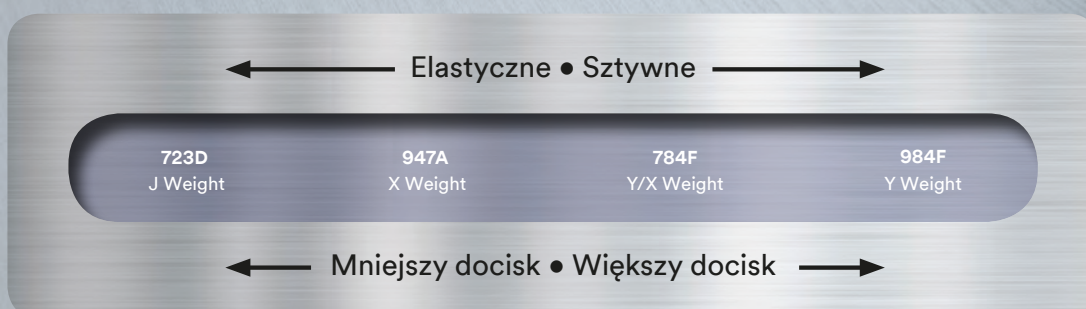 Elastyczne • Sztywne
723D 947A 784F 984F
J Weight X Weight Y/X Weight Y Weight
Mniejszy docisk • Większy docisk